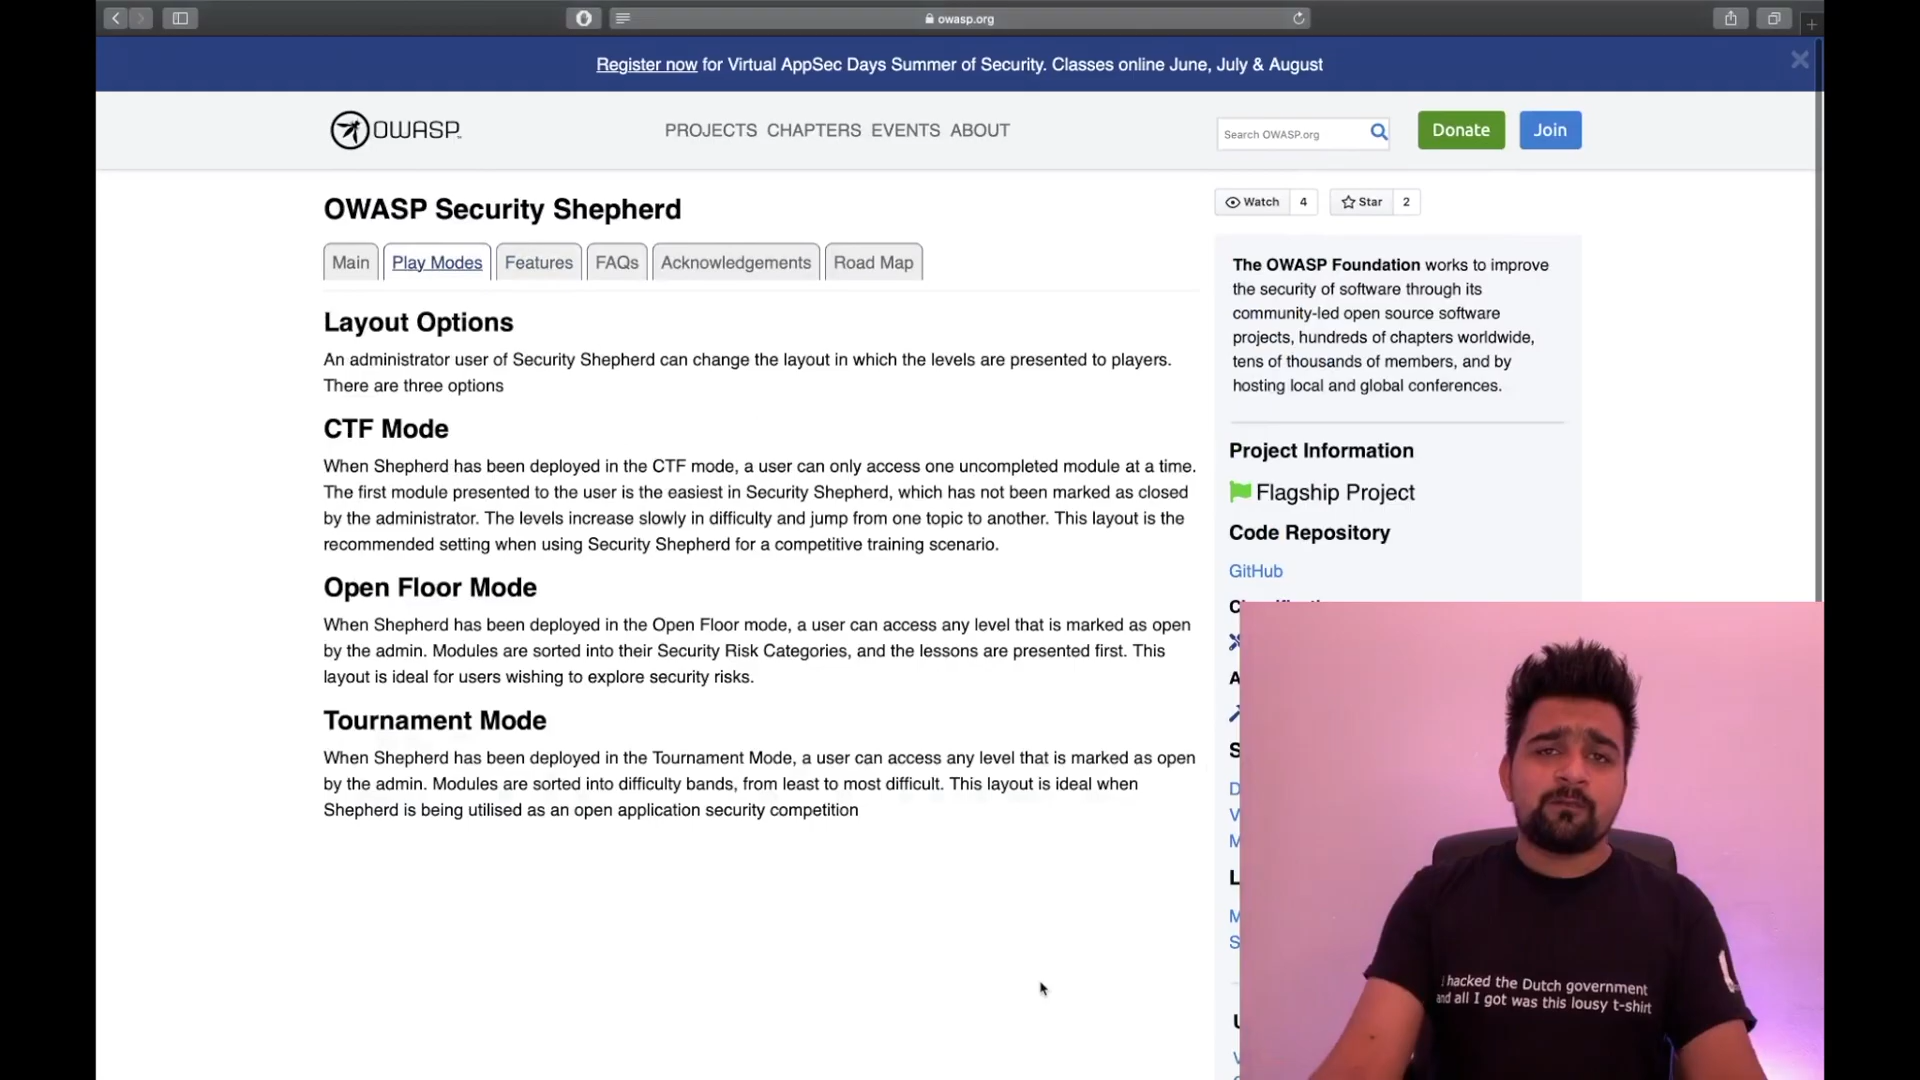 owasp.org
Register now for Virtual AppSec Days Summer of Security. Classes online June, July & August
OWASP
PROJECTS CHAPTERS EVENTS ABOUT
Search OWASP.org
Donate
Join
OWASP Security Shepherd
Watch 4
Star 2
Main
Play Modes
Features
FAQs
Acknowledgements
Road Map
Layout Options
An administrator user of Security Shepherd can change the layout in which the levels are presented to players.
There are three options
CTF Mode
When Shepherd has been deployed in the CTF mode, a user can only access one uncompleted module at a time.
The first module presented to the user is the easiest in Security Shepherd, which has not been marked as closed
by the administrator. The levels increase slowly in difficulty and jump from one topic to another. This layout is the
recommended setting when using Security Shepherd for a competitive training scenario.
Open Floor Mode
When Shepherd has been deployed in the Open Floor mode, a user can access any level that is marked as open
by the admin. Modules are sorted into their Security Risk Categories, and the lessons are presented first. This
layout is ideal for users wishing to explore security risks.
Tournament Mode
When Shepherd has been deployed in the Tournament Mode, a user can access any level that is marked as open
by the admin. Modules are sorted into difficulty bands, from least to most difficult. This layout is ideal when
Shepherd is being utilised as an open application security competition
The OWASP Foundation works to improve
the security of software through its
community-led open source software
projects, hundreds of chapters worldwide,
tens of thousands of members, and by
hosting local and global conferences.
Project Information
Flagship Project
Code Repository
GitHub
I hacked the Dutch government
and all I got was this lousy t-shirt